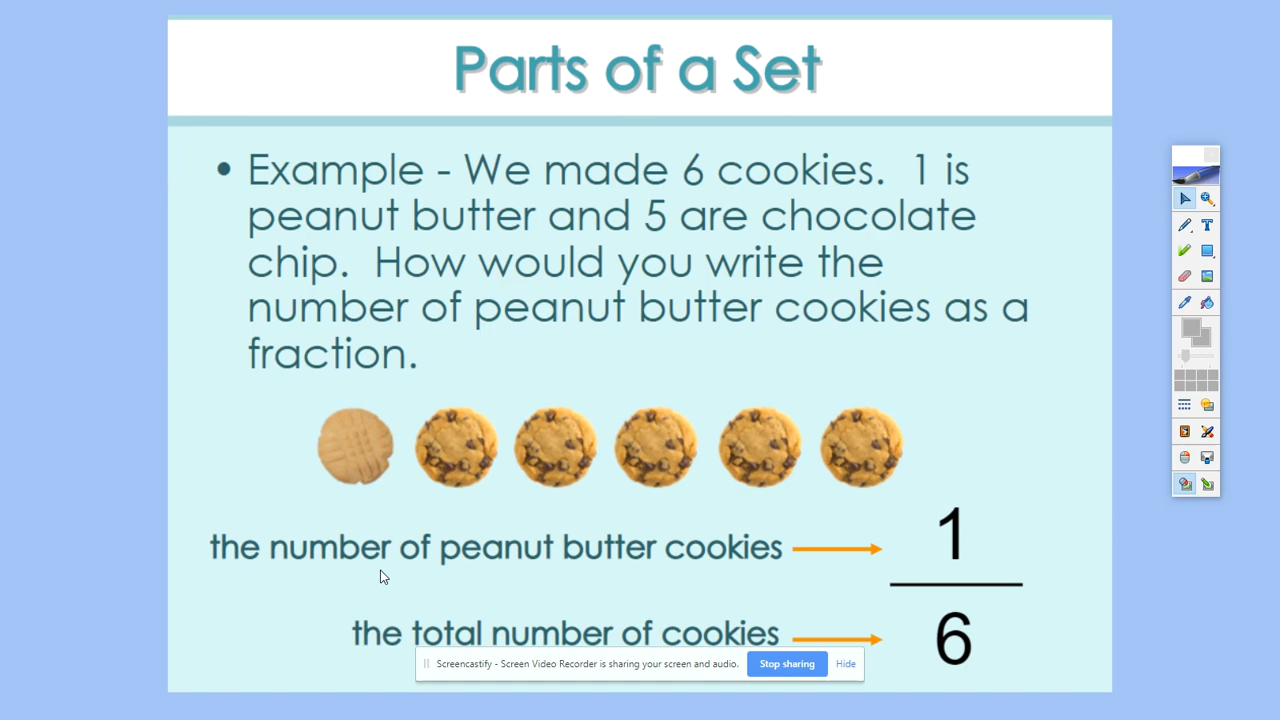 Parts of a Set
• Example - We made 6 cookies.  1 is
peanut butter and 5 are chocolate
chip.  How would you write the
number of peanut butter cookies as a
fraction.
the number of peanut butter cookies
1
the total number of cookies
6
Screencastify - Screen Video Recorder is sharing your screen and audio.
Stop sharing
Hide
T